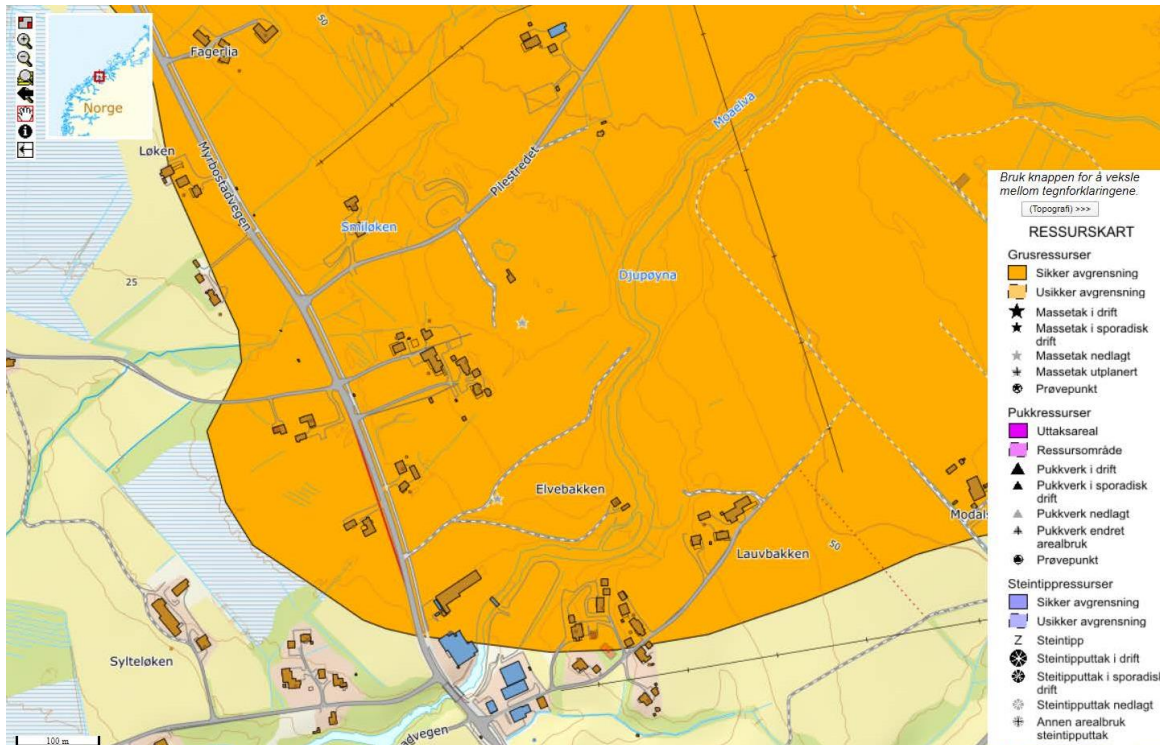 Norge
50
Fagerlia
Løken
Myrbostadvegen
Pilestredet
Moaelva
Smiløken
Djupøyna
25
Elvebakken
Lauvbakken
50
Modals
Sylteløken
advegen
100 m
Bruk knappen for å veksle
mellom tegnforklaringene.
(Topografi) >>>
RESSURSKART
Grusressurser
Sikker avgrensning
Usikker avgrensning
Massetak i drift
Massetak i sporadisk
drift
Massetak nedlagt
Massetak utplanert
Prøvepunkt
Pukkressurser
Uttaksareal
Ressursområde
Pukkverk i drift
Pukkverk i sporadisk
drift
Pukkverk nedlagt
Pukkverk endret
arealbruk
Prøvepunkt
Steintippressurser
Sikker avgrensning
Usikker avgrensning
Z Steintipp
Steintipputtak i drift
Steitipputtak i sporadisk
drift
Steintipputtak nedlagt
Annen arealbruk
steintipputtak